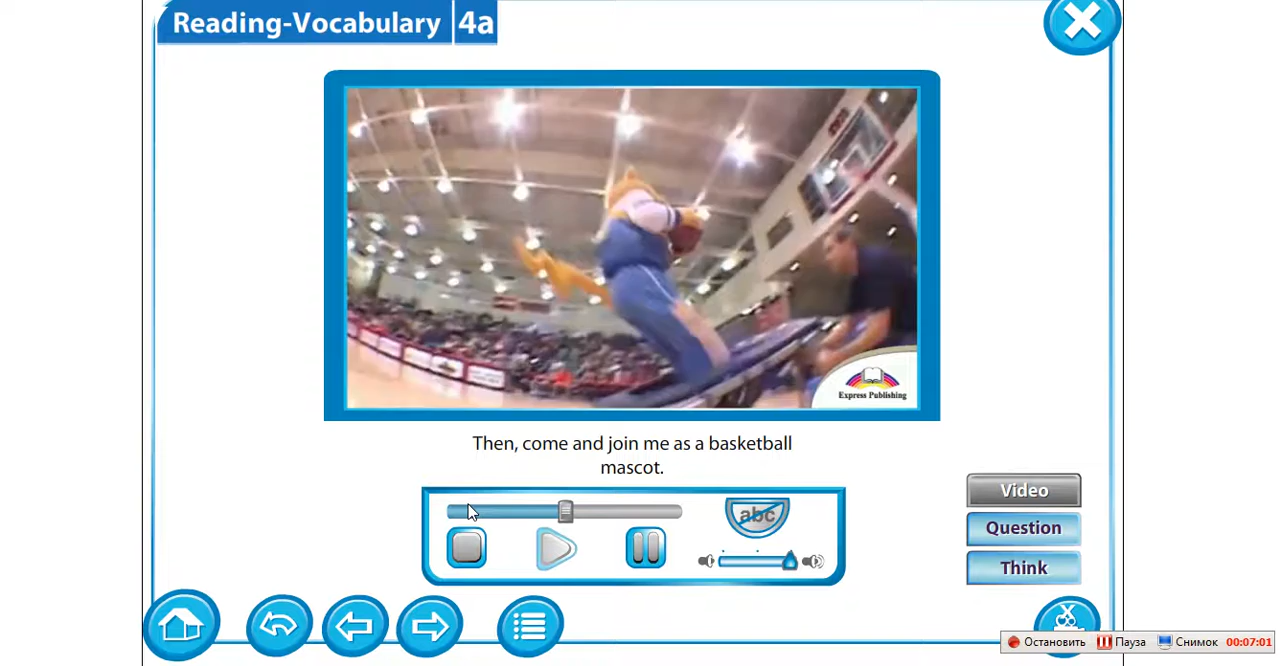 Reading-Vocabulary 4a
Express Publishing
Then, come and join me as a basketball
mascot.
abc
Video
Question
Think
Остановить Пауза Снимок 00:07:01